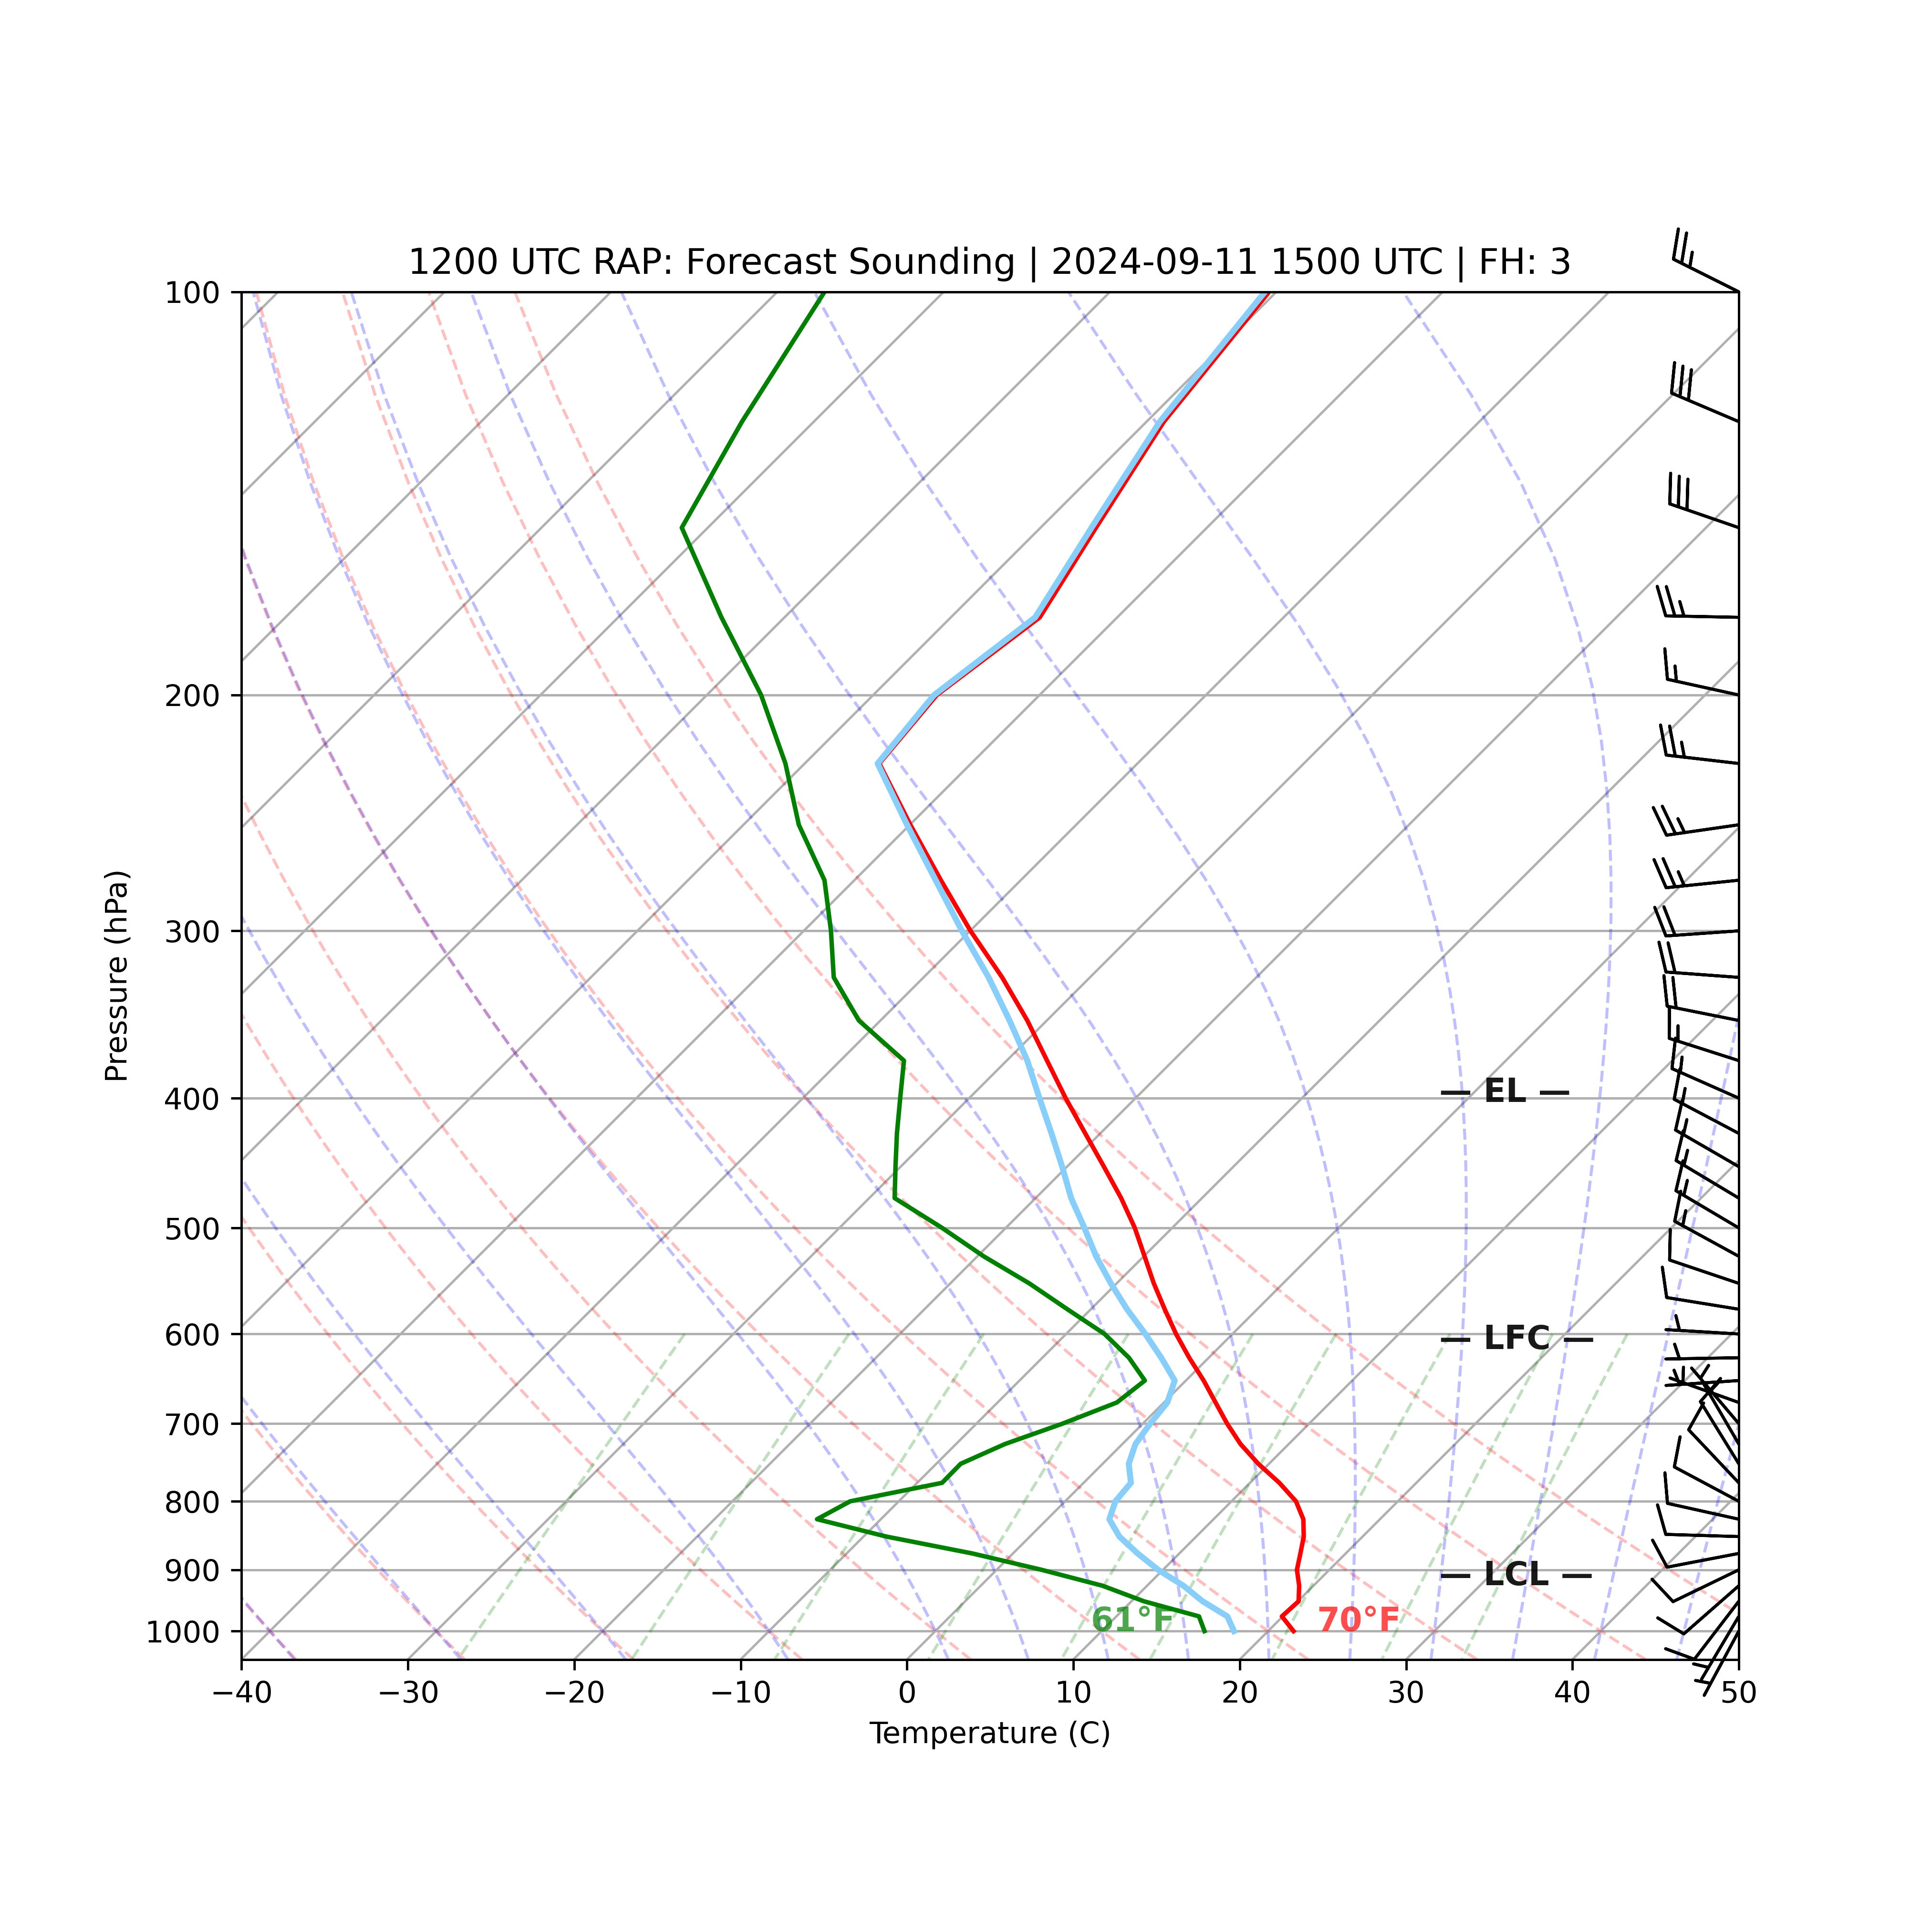 1200 UTC RAP: Forecast Sounding | 2024-09-11 1500 UTC | FH: 3
100
200
300
400
500
600
700
800
900
1000
Pressure (hPa)
— EL —
— LFC —
— LCL —
61°F
70°F
−40 −30 −20 −10 0 10 20 30 40 50
Temperature (C)